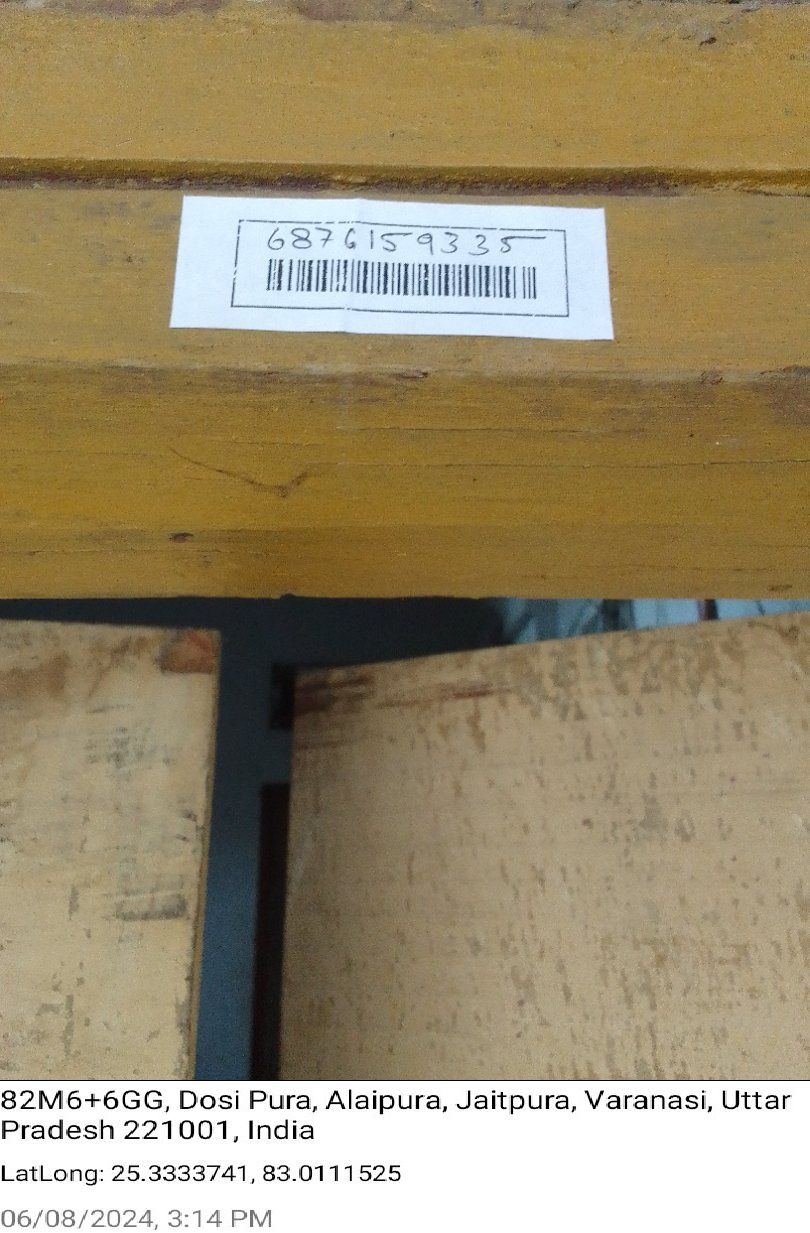 6876159335
82M6+6GG, Dosi Pura, Alaipura, Jaitpura, Varanasi, Uttar
Pradesh 221001, India
LatLong: 25.3333741, 83.0111525
06/08/2024, 3:14 PM